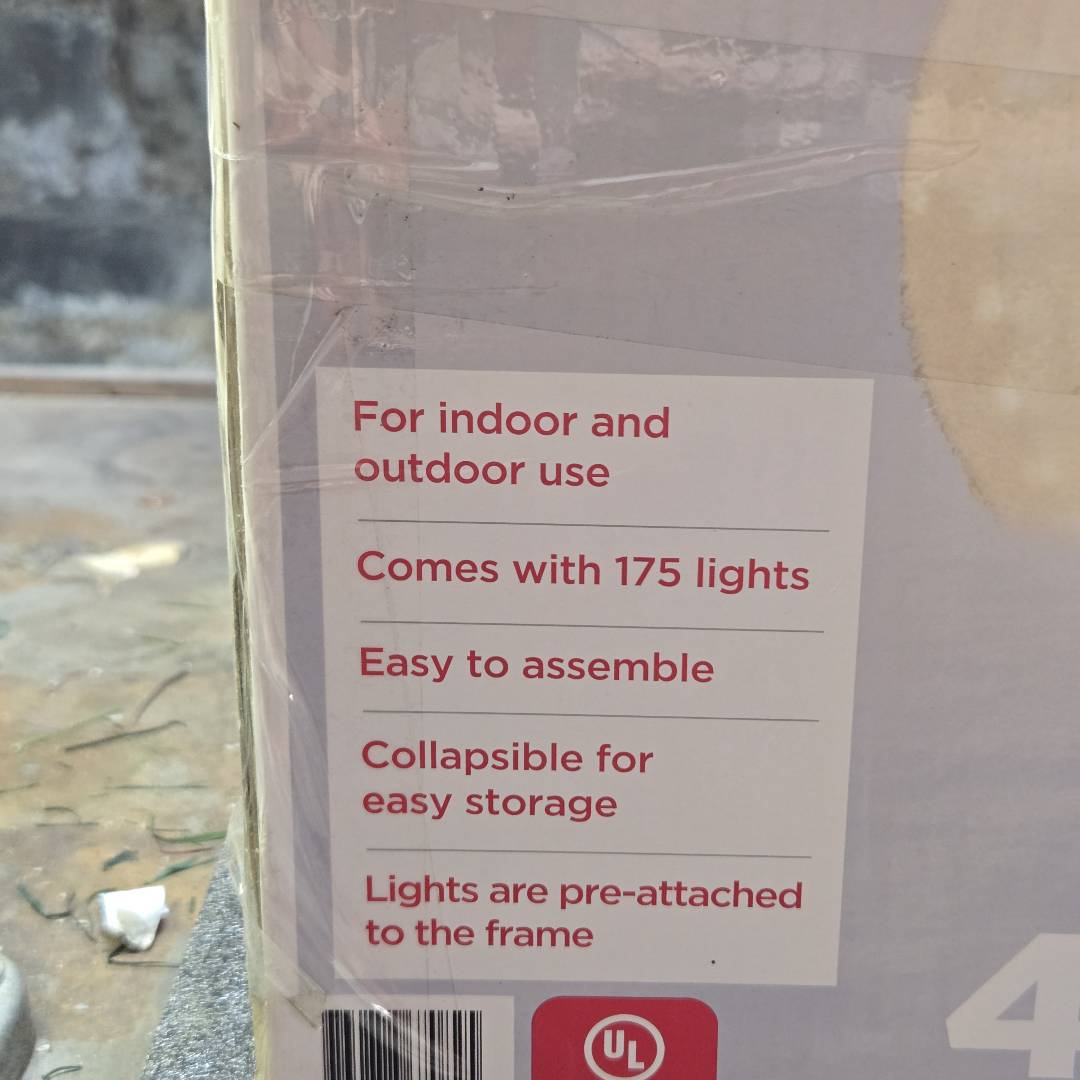 For indoor and
outdoor use
Comes with 175 lights
Easy to assemble
Collapsible for
easy storage
Lights are pre-attached
to the frame
UL
4